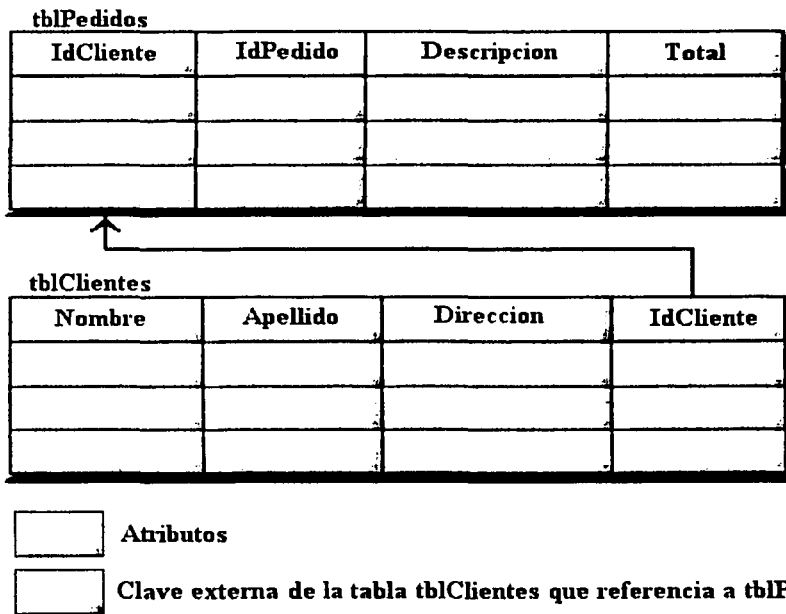 tblPedidos
IdCliente IdPedido Descripcion Total
tblClientes
Nombre Apellido Direccion IdCliente
Atributos
Clave externa de la tabla tblClientes que referencia a tblP